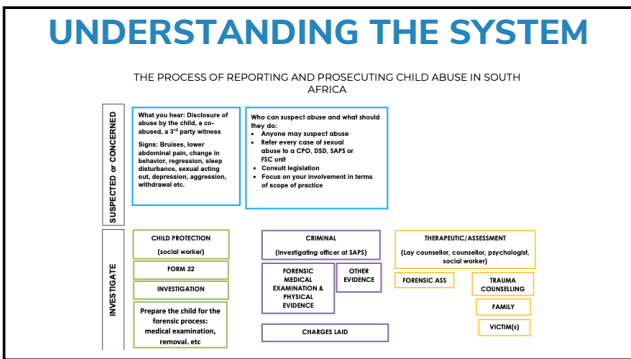 UNDERSTANDING THE SYSTEM
THE PROCESS OF REPORTING AND PROSECUTING CHILD ABUSE IN SOUTH
AFRICA
SUSPECTED or CONCERNED
What you hear: Disclosure of
abuse by the child, a co-
abused, a 3rd party witness
Signs: Bruises, lower
abdominal pain, change in
behavior, regression, sleep
disturbance, sexual acting
out, depression, aggression,
withdrawal etc.
Who can suspect abuse and what should
they do:
• Anyone may suspect abuse
• Refer every case of sexual
abuse to a CPO, DSD, SAPS or
FSC unit
• Consult legislation
• Focus on your involvement in terms
of scope of practice
INVESTIGATE
CHILD PROTECTION
(social worker)
FORM 22
INVESTIGATION
Prepare the child for the
forensic process:
medical examination,
removal. etc
CRIMINAL
(Investigating officer at SAPS)
FORENSIC
MEDICAL
EXAMINATION &
PHYSICAL
EVIDENCE
OTHER
EVIDENCE
CHARGES LAID
THERAPEUTIC/ASSESSMENT
(Lay counsellor, counsellor, psychologist,
social worker)
FORENSIC ASS
TRAUMA
COUNSELLING
FAMILY
VICTIM(s)